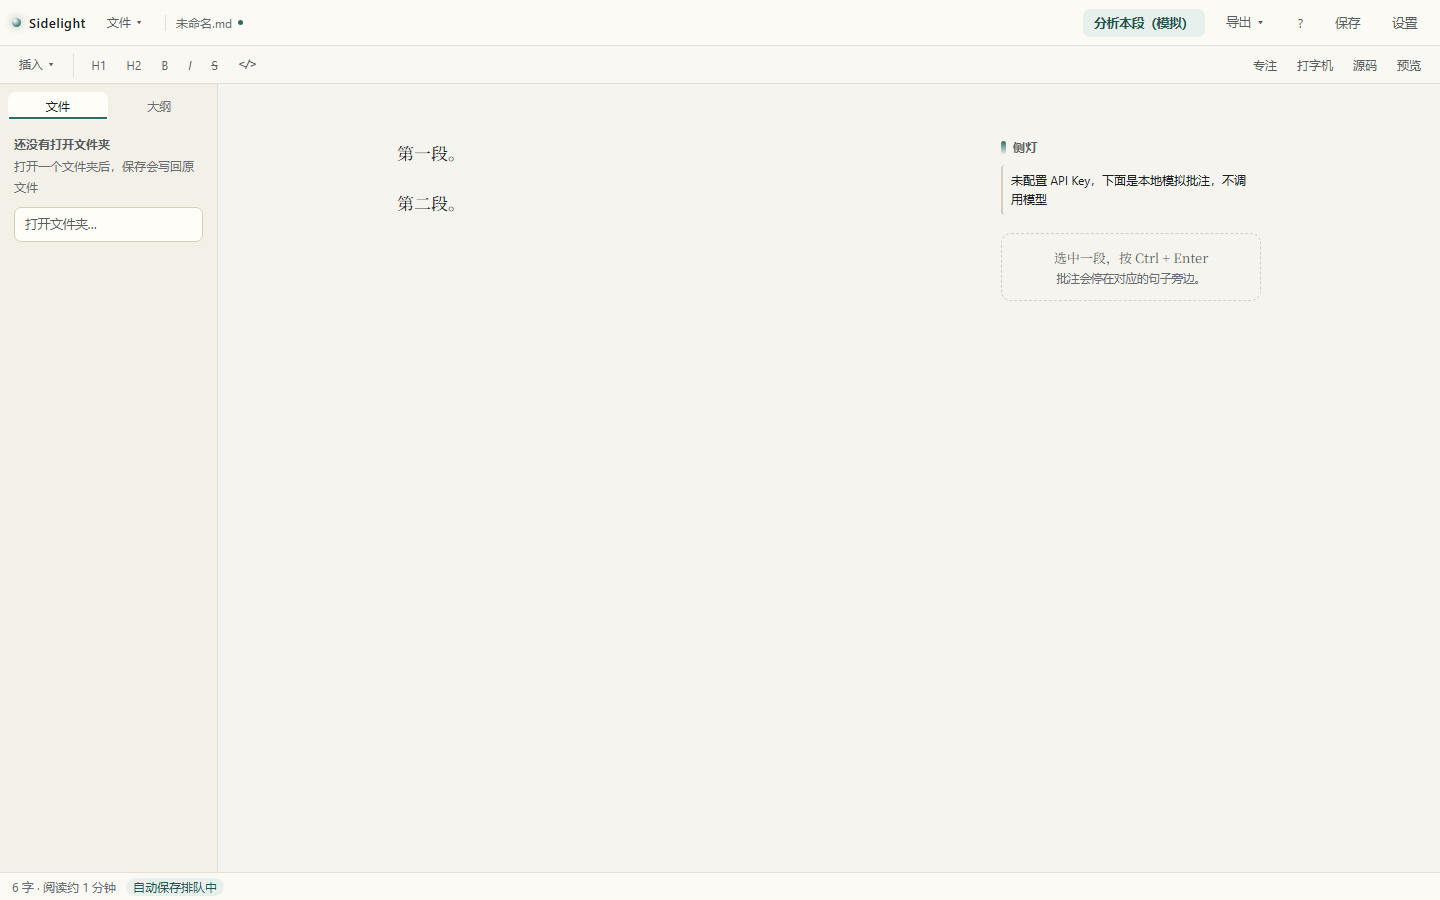 Sidelight 文件 未命名.md 分析本段（模拟） 导出 ? 保存 设置
插入 H1 H2 B I S </> 专注 打字机 源码 预览
文件 大纲
还没有打开文件夹
打开一个文件夹后，保存会写回原
文件
打开文件夹...
第一段。
第二段。
侧灯
未配置 API Key，下面是本地模拟批注，不调
用模型
选中一段，按 Ctrl + Enter
批注会停在对应的句子旁边。
6 字 · 阅读约 1 分钟 自动保存排队中